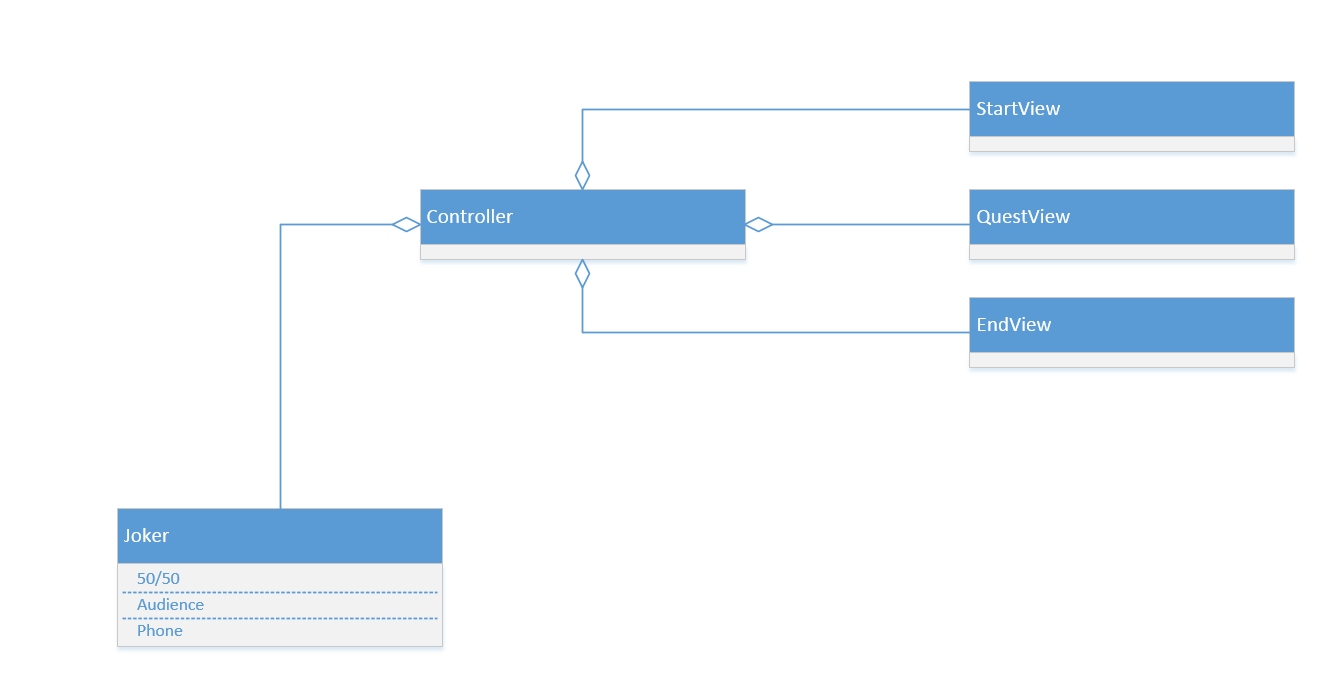 StartView
Controller
QuestView
EndView
Joker
50/50
Audience
Phone